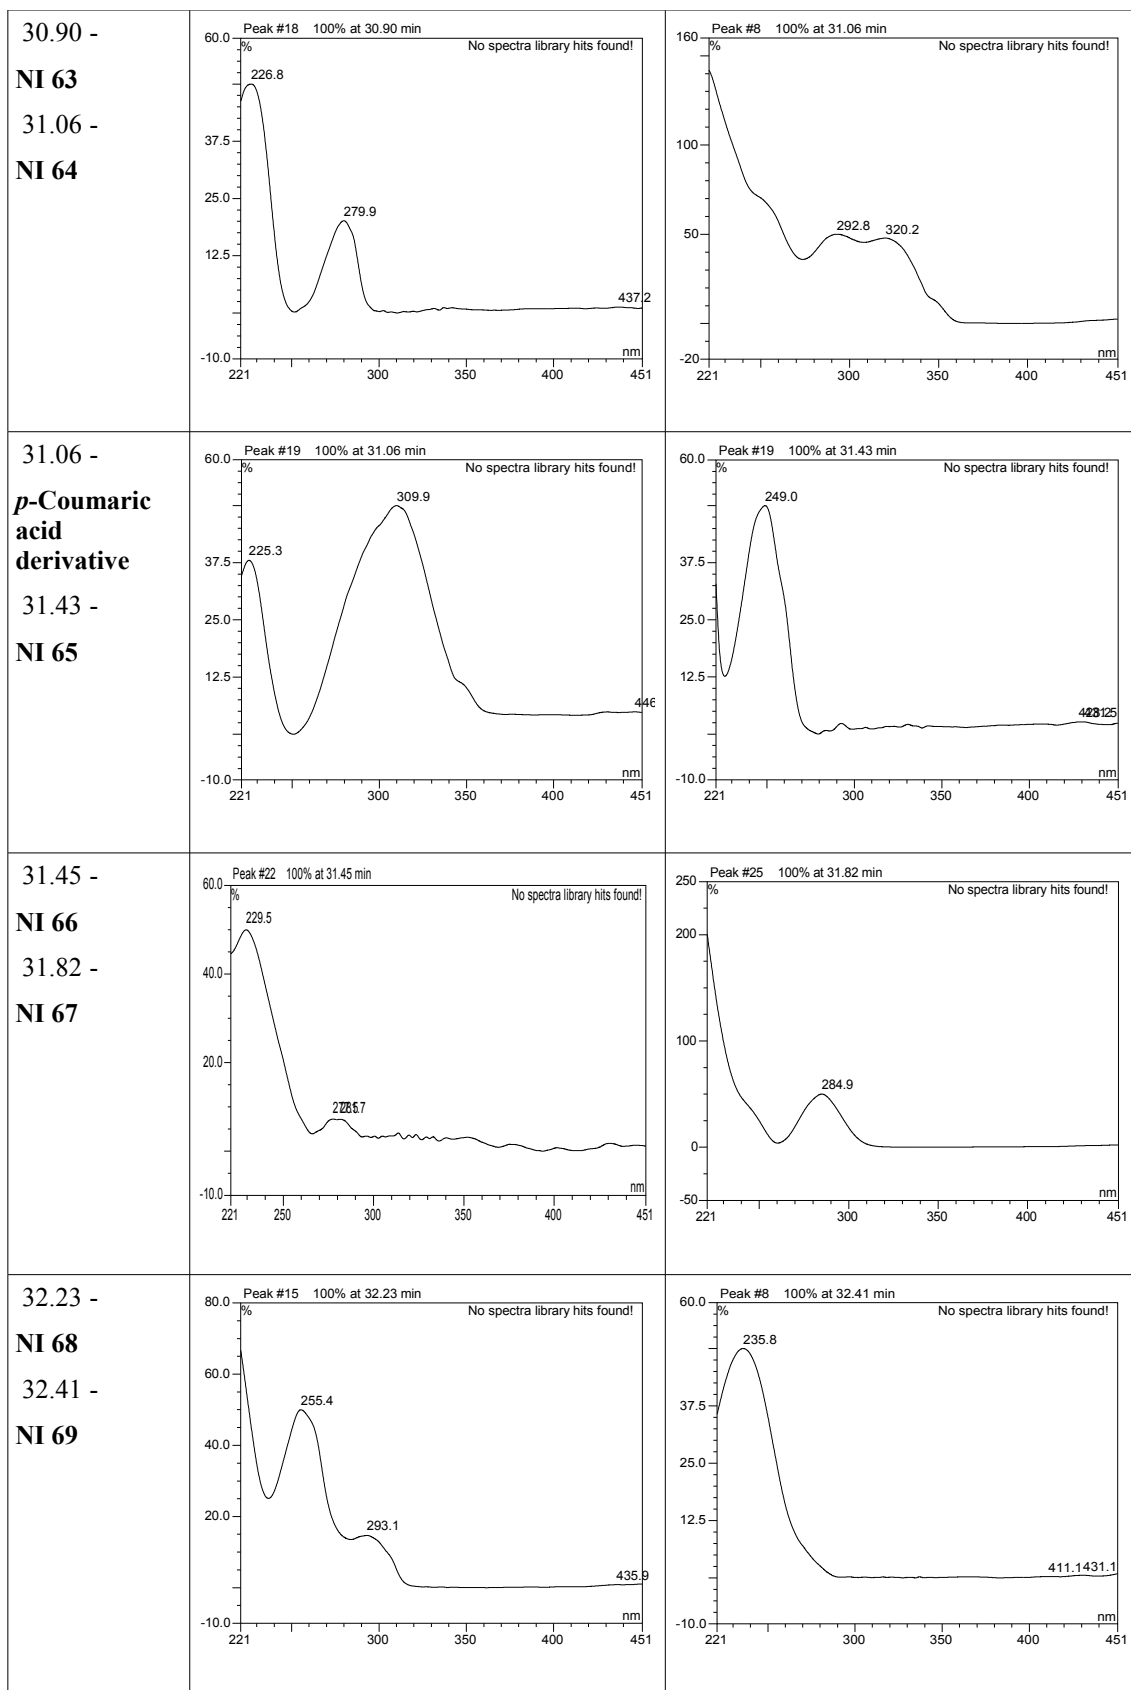 30.90 -
NI 63
31.06 -
NI 64
Peak #18 100% at 30.90 min
60.0
%
No spectra library hits found!
226.8
37.5
25.0
279.9
12.5
437.2
-10.0
nm
221 300 350 400 451
Peak #8 100% at 31.06 min
160
%
No spectra library hits found!
100
50
292.8
320.2
-20
nm
221 300 350 400 451
31.06 -
p-Coumaric
acid
derivative
31.43 -
NI 65
Peak #19 100% at 31.06 min
60.0
%
No spectra library hits found!
309.9
225.3
37.5
25.0
12.5
446
-10.0
nm
221 300 350 400 451
Peak #19 100% at 31.43 min
60.0
%
No spectra library hits found!
249.0
37.5
25.0
12.5
-10.0
nm
221 300 350 400 451
31.45 -
NI 66
31.82 -
NI 67
Peak #22 100% at 31.45 min
60.0
%
No spectra library hits found!
229.5
40.0
20.0
-10.0
nm
221 250 300 350 400 451
Peak #25 100% at 31.82 min
250
%
No spectra library hits found!
200
100
284.9
0
-50
nm
221 300 350 400 451
32.23 -
NI 68
32.41 -
NI 69
Peak #15 100% at 32.23 min
80.0
%
No spectra library hits found!
60.0
255.4
40.0
20.0
293.1
435.9
-10.0
nm
221 300 350 400 451
Peak #8 100% at 32.41 min
60.0
%
No spectra library hits found!
235.8
37.5
25.0
12.5
411.1 431.1
-10.0
nm
221 300 350 400 451